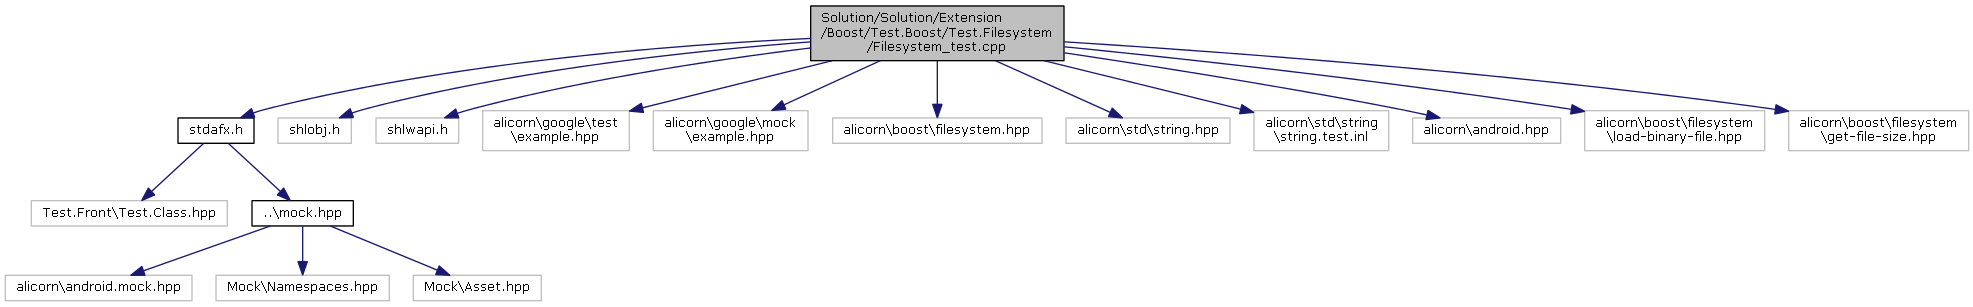 Solution/Solution/Extension
/Boost/Test.Boost/Test.Filesystem
/Filesystem_test.cpp
stdafx.h
shlobj.h
shlwapi.h
alicorn\google\test
\example.hpp
alicorn\google\mock
\example.hpp
alicorn\boost\filesystem.hpp
alicorn\std\string.hpp
alicorn\std\string
\string.test.inl
alicorn\android.hpp
alicorn\boost\filesystem
\load-binary-file.hpp
alicorn\boost\filesystem
\get-file-size.hpp
Test.Front\Test.Class.hpp
..\mock.hpp
alicorn\android.mock.hpp
Mock\Namespaces.hpp
Mock\Asset.hpp